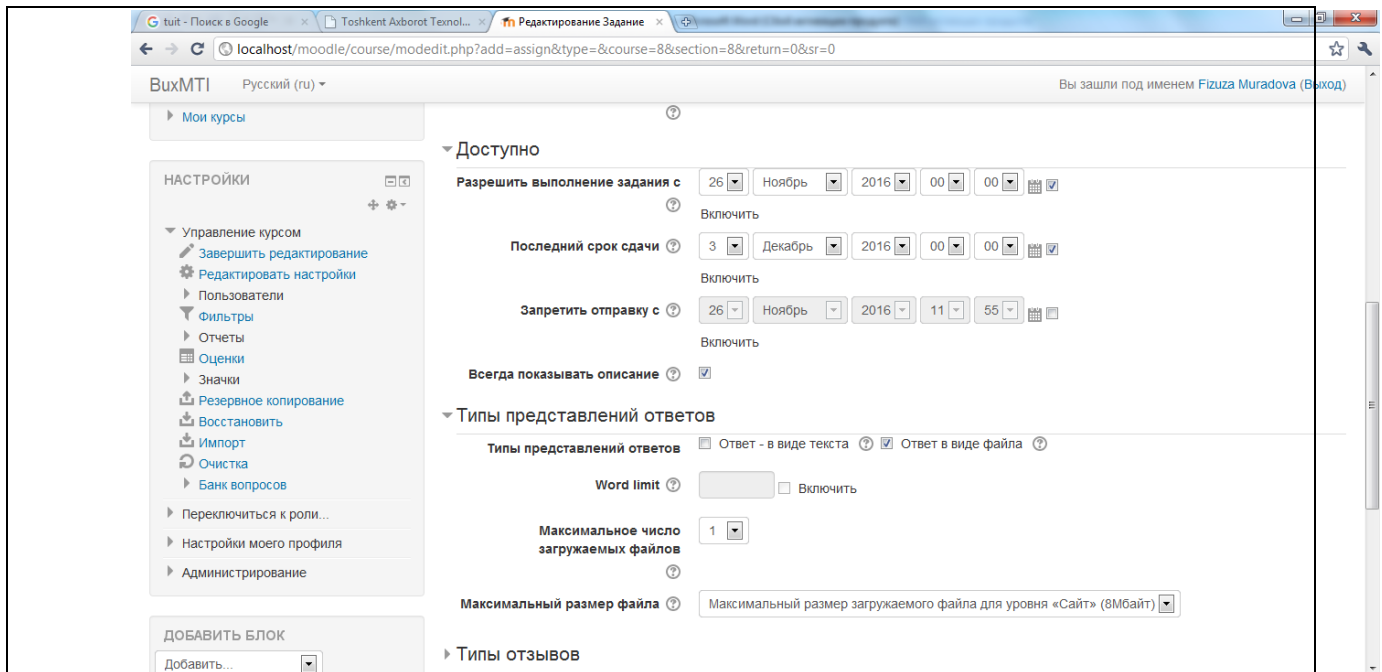 tuit - Поиск в Google
Toshkent Axborot Texnol...
Редактирование Задание
localhost/moodle/course/modedit.php?add=assign&type=&course=8&section=8&return=0&sr=0
BuxMTI Русский (ru)
Вы зашли под именем Fizuza Muradova (Выход)
Мои курсы
НАСТРОЙКИ
Управление курсом
Завершить редактирование
Редактировать настройки
Пользователи
Фильтры
Отчеты
Оценки
Значки
Резервное копирование
Восстановить
Импорт
Очистка
Банк вопросов
Переключиться к роли...
Настройки моего профиля
Администрирование
ДОБАВИТЬ БЛОК
Добавить...
Доступно
Разрешить выполнение задания с 26 Ноябрь 2016 00 00
Включить
Последний срок сдачи 3 Декабрь 2016 00 00
Включить
Запретить отправку с 26 Ноябрь 2016 11 55
Включить
Всегда показывать описание
Типы представлений ответов
Типы представлений ответов Ответ - в виде текста Ответ в виде файла
Word limit Включить
Максимальное число 1
загружаемых файлов
Максимальный размер файла Максимальный размер загружаемого файла для уровня «Сайт» (8Мбайт)
Типы отзывов